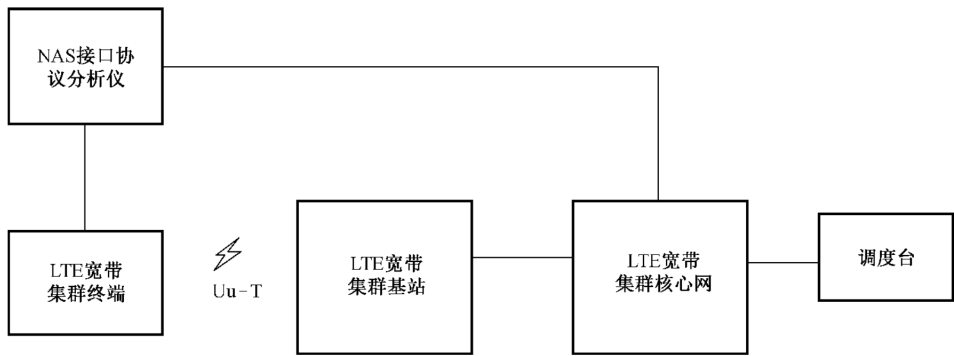 NAS接口协
议分析仪
LTE宽带
集群终端
Uu-T
LTE宽带
集群基站
LTE宽带
集群核心网
调度台